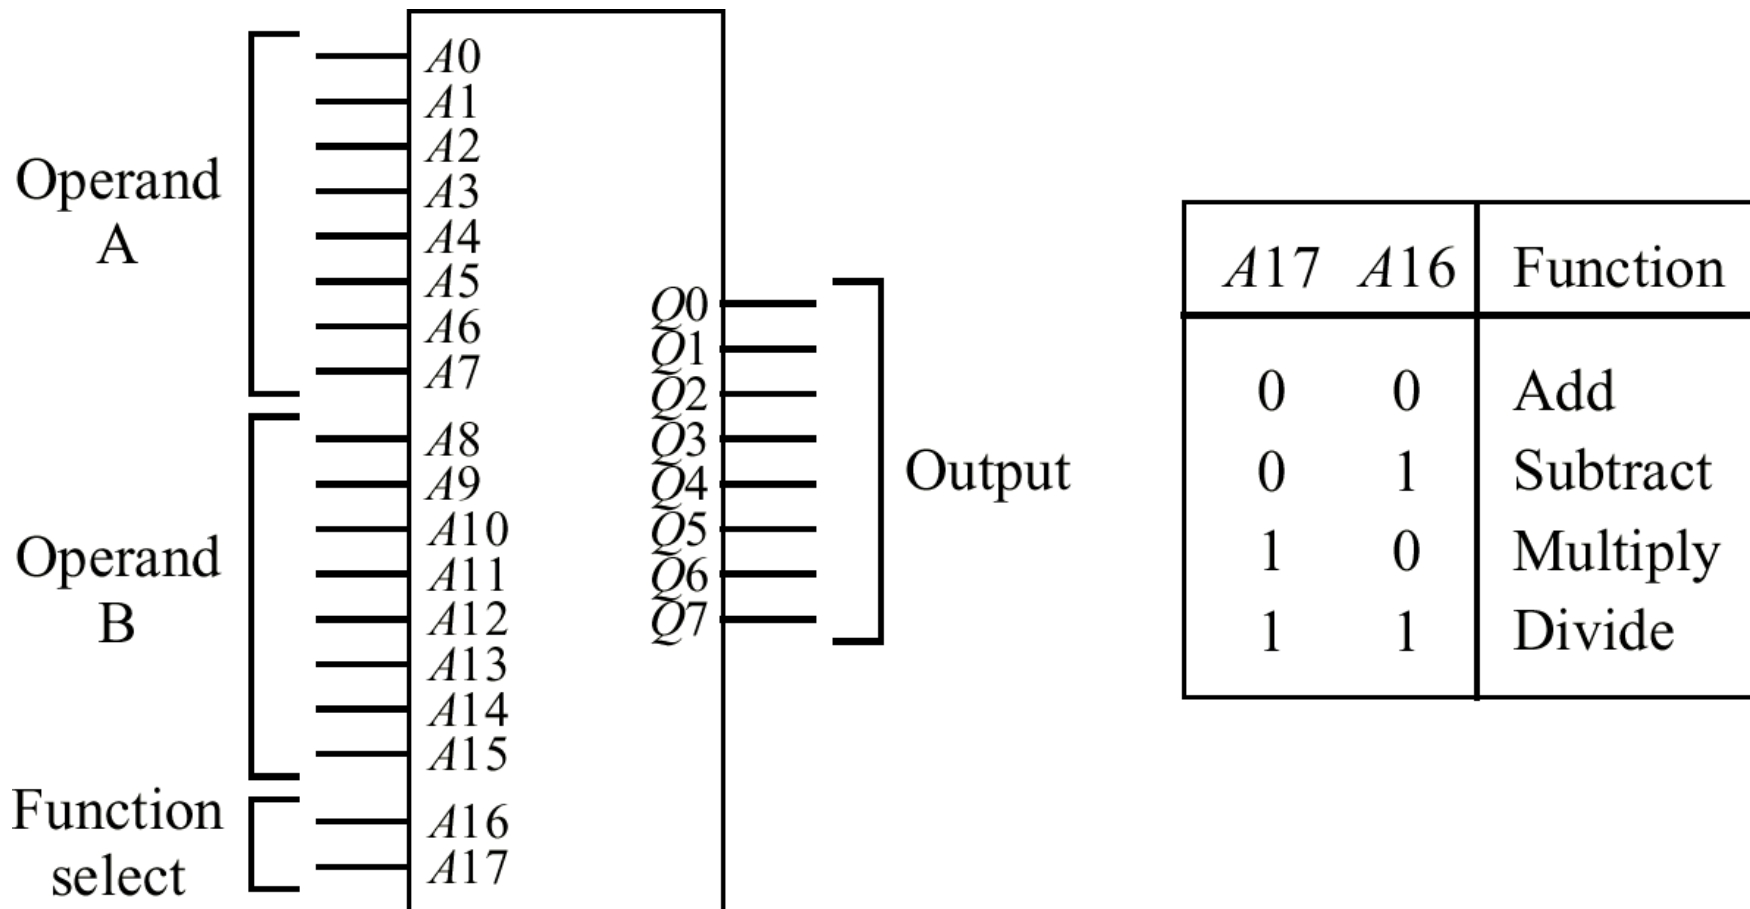 Operand
A
A0
A1
A2
A3
A4
A5
A6
A7
Operand
B
A8
A9
A10
A11
A12
A13
A14
A15
Function
select
A16
A17
Q0
Q1
Q2
Q3
Q4
Q5
Q6
Q7
Output
A17 A16 Function
0 0 Add
0 1 Subtract
1 0 Multiply
1 1 Divide